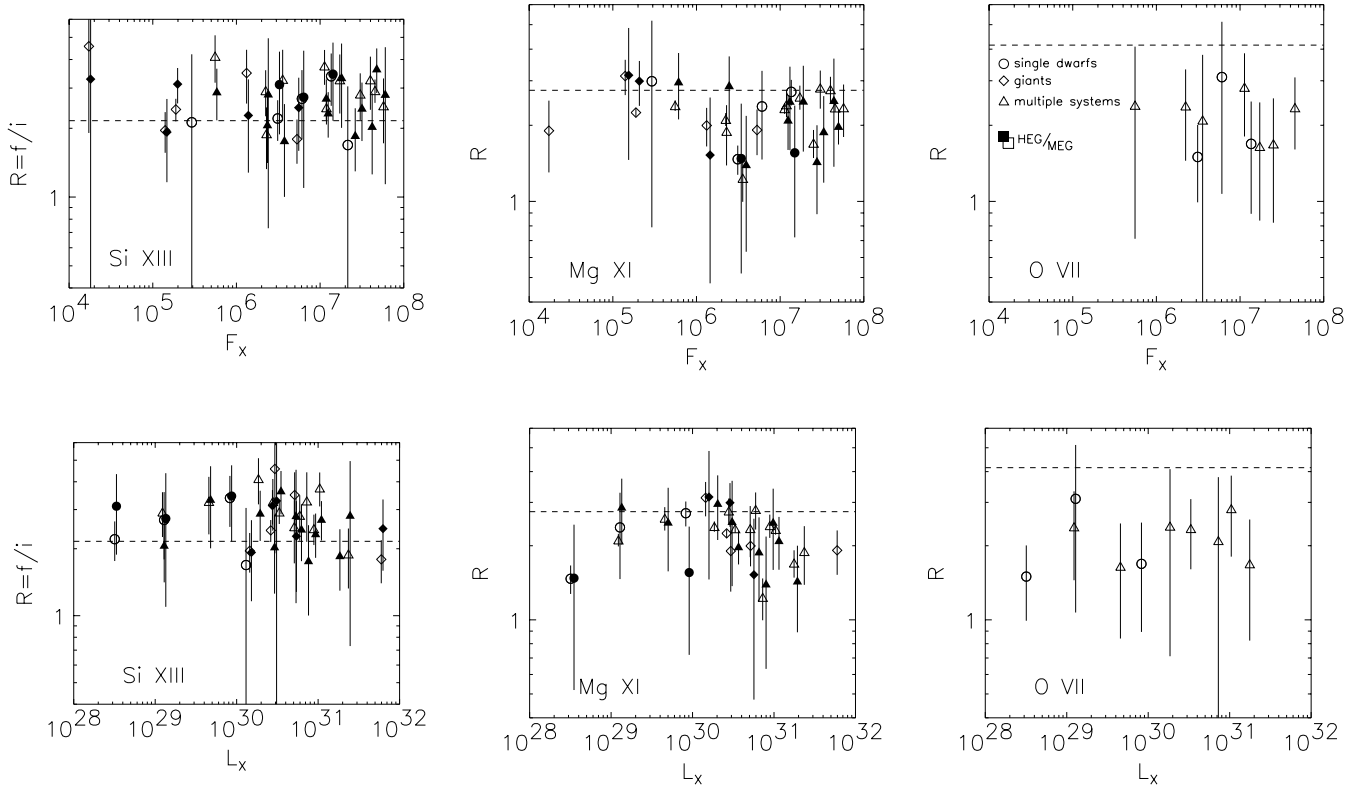 R=f/i
1
Si XIII
10^4 10^5 10^6 10^7 10^8
F_x
R
1
Mg XI
10^4 10^5 10^6 10^7 10^8
F_x
R
1
single dwarfs
giants
multiple systems
HEG/MEG
O VII
10^4 10^5 10^6 10^7 10^8
F_x
R=f/i
1
Si XIII
10^28 10^29 10^30 10^31 10^32
L_x
R
1
Mg XI
10^28 10^29 10^30 10^31 10^32
L_x
R
1
O VII
10^28 10^29 10^30 10^31 10^32
L_x